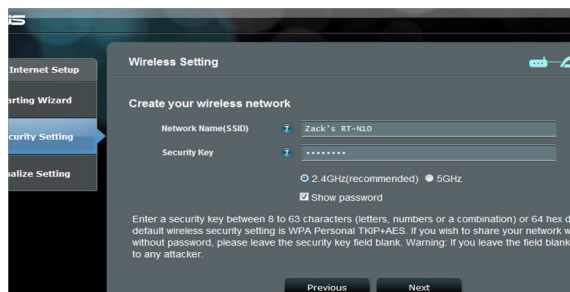 Internet Setup
Wireless Setting
arting Wizard
Create your wireless network
Network Name(SSID) ? Zack's RT-N10
curity Setting
Security Key ? ········
nalize Setting
2.4GHz(recommended) 5GHz
Show password
Enter a security key between 8 to 63 characters (letters, numbers or a combination) or 64 hex d
default wireless security setting is WPA Personal TKIP+AES. If you wish to share your network w
without password, please leave the security key field blank. Warning: If you leave the field blank
to any attacker.
Previous Next